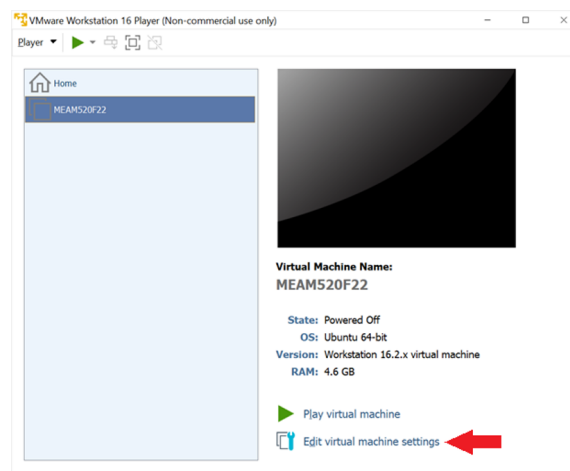 VMware Workstation 16 Player (Non-commercial use only)
Player
Home
MEAM520F22
Virtual Machine Name:
MEAM520F22
State: Powered Off
OS: Ubuntu 64-bit
Version: Workstation 16.2.x virtual machine
RAM: 4.6 GB
Play virtual machine
Edit virtual machine settings